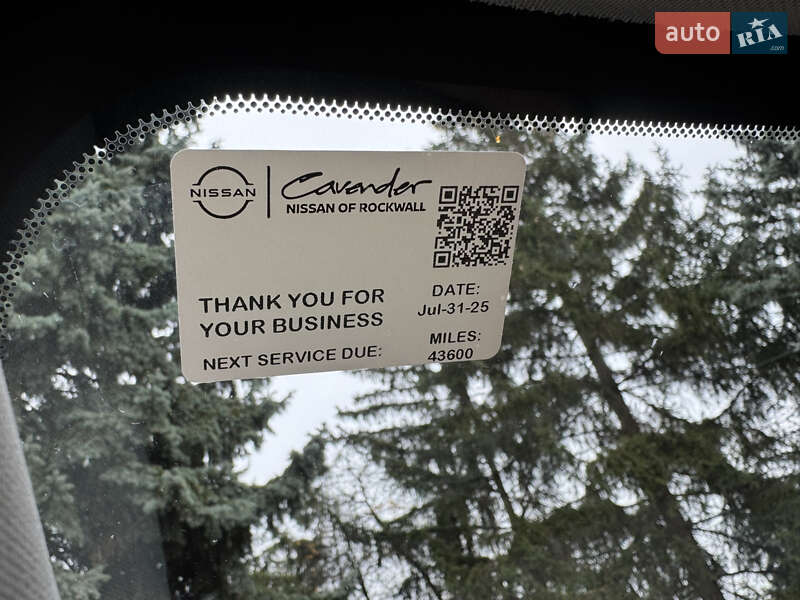 auto RIA .com
NISSAN Cavender
NISSAN OF ROCKWALL
THANK YOU FOR
YOUR BUSINESS
NEXT SERVICE DUE:
DATE:
Jul-31-25
MILES:
43600